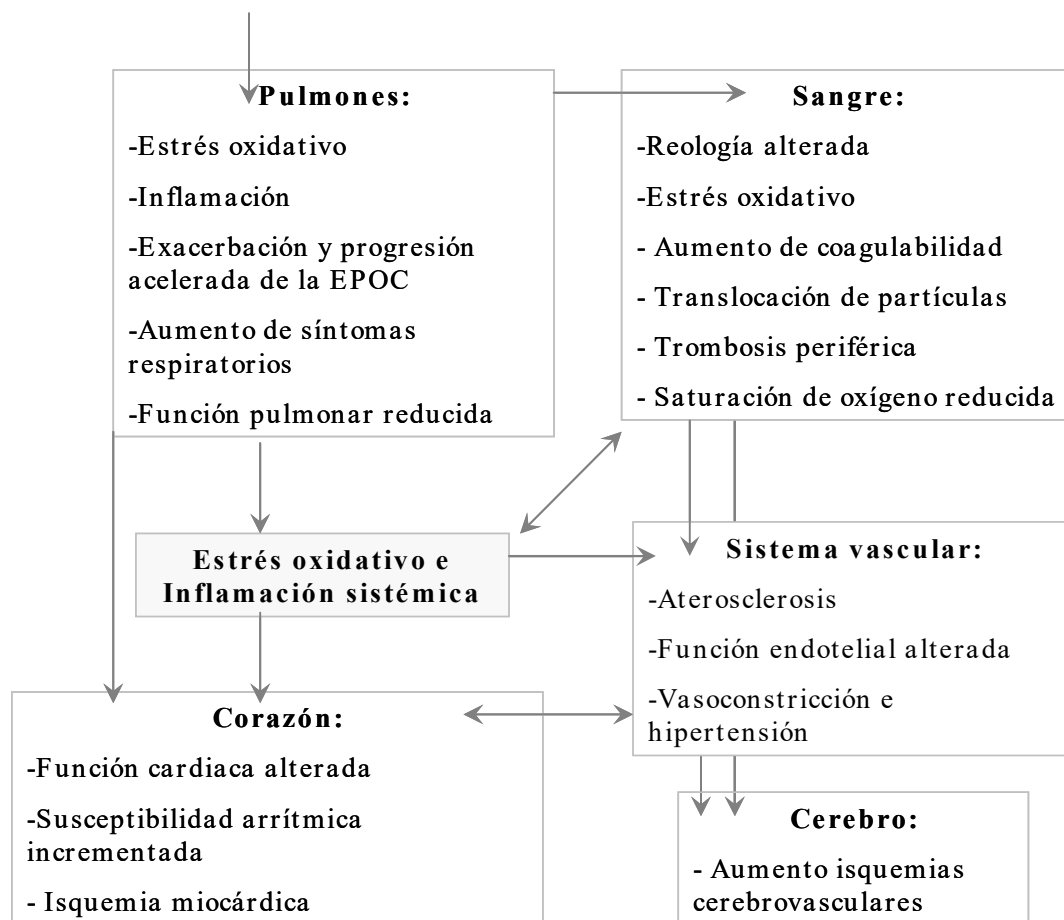 Pulmones:
-Estrés oxidativo
-Inflamación
-Exacerbación y progresión
acelerada de la EPOC
-Aumento de síntomas
respiratorios
-Función pulmonar reducida
Sangre:
-Reología alterada
-Estrés oxidativo
- Aumento de coagulabilidad
- Translocación de partículas
- Trombosis periférica
- Saturación de oxígeno reducida
Estrés oxidativo e
Inflamación sistémica
Sistema vascular:
-Aterosclerosis
-Función endotelial alterada
-Vasoconstricción e
hipertensión
Corazón:
-Función cardiaca alterada
-Susceptibilidad arrítmica
incrementada
- Isquemia miocárdica
Cerebro:
- Aumento isquemias
cerebrovasculares